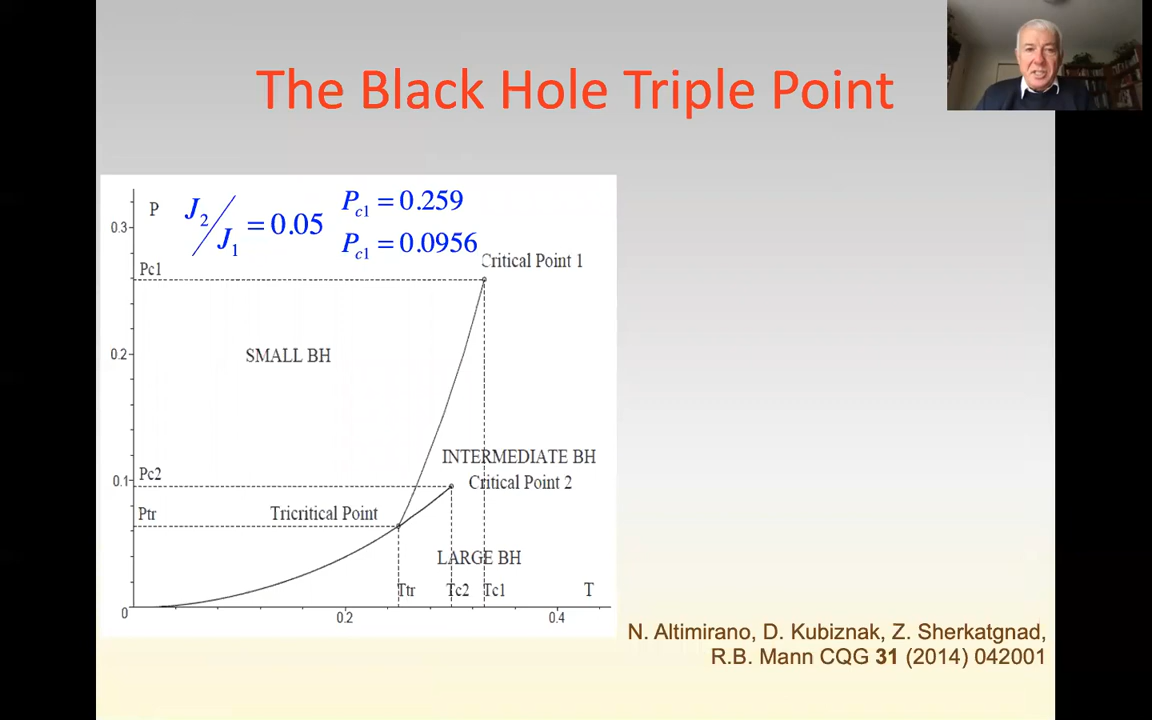 The Black Hole Triple Point
P
J2/J1 = 0.05
Pc1 = 0.259
Pc1 = 0.0956
0.3
Critical Point 1
Pc1
0.2
SMALL BH
INTERMEDIATE BH
Pc2
Critical Point 2
0.1
Ptr
Tricritical Point
LARGE BH
Ttr
Tc2
Tc1
T
0
0.2
0.4
N. Altimirano, D. Kubiznak, Z. Sherkatgnad,
R.B. Mann CQG 31 (2014) 042001